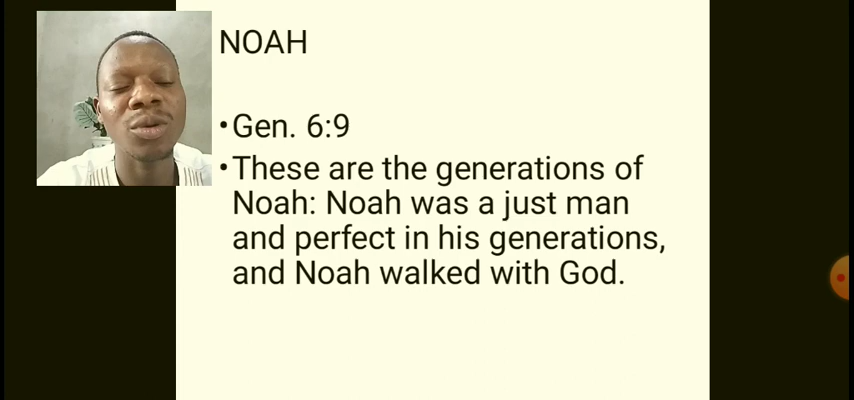 NOAH
•Gen. 6:9
•These are the generations of
Noah: Noah was a just man
and perfect in his generations,
and Noah walked with God.